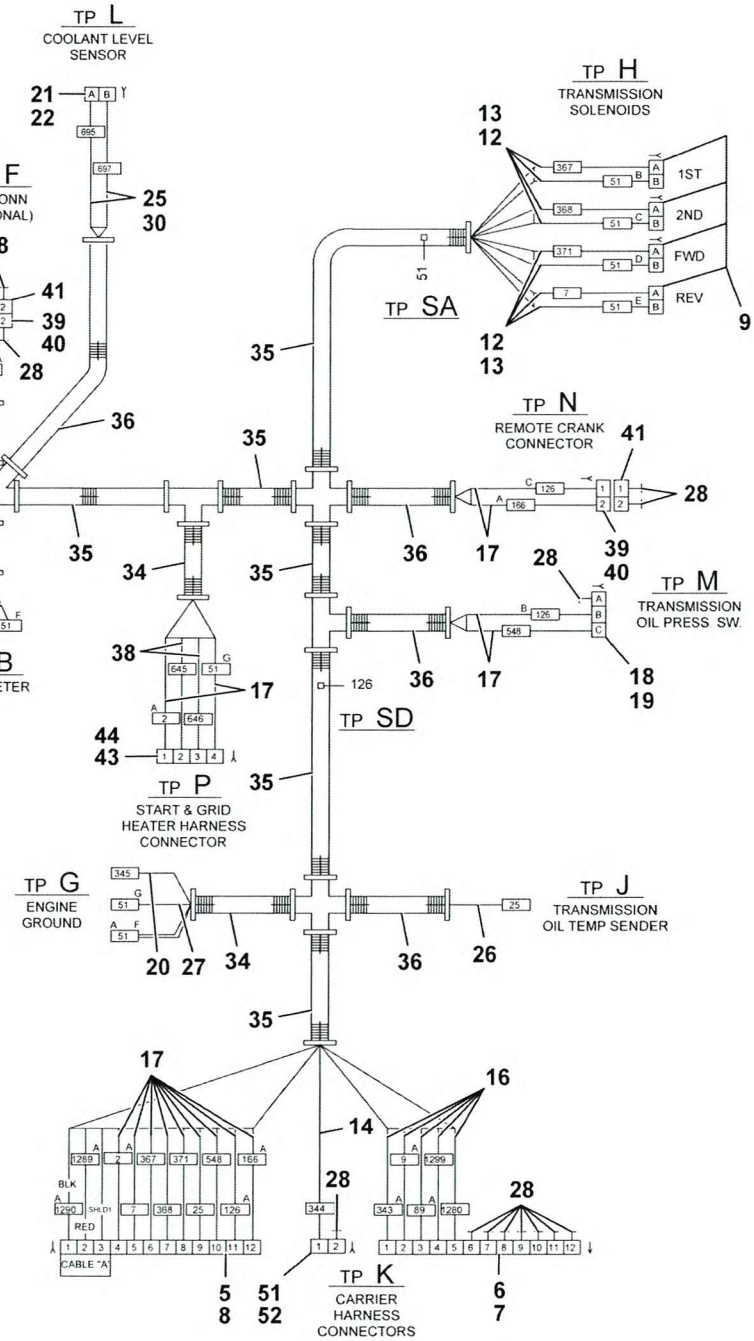 TP L
COOLANT LEVEL
SENSOR
21
22
A B
695
697
25
30
F
ONN
ONAL)
8
2
2
41
39
40
28
36
TP H
TRANSMISSION
SOLENOIDS
13
12
367 A
51 B B
1ST
368 A
51 C B
2ND
371 A
51 D B
FWD
7 A
51 E B
REV
9
12
13
51
TP SA
35
TP N
REMOTE CRANK
CONNECTOR
35
41
C 126 1 1
A 166 2 2
28
35
36
17
39
40
34
35
28
TP M
TRANSMISSION
OIL PRESS. SW.
A
B 126 B
548 C
F
51
B
ETER
38
645 51 G
36
17
18
19
17
A 2 646
126
TP SD
44
43
1 2 3 4
35
TP P
START & GRID
HEATER HARNESS
CONNECTOR
TP G
ENGINE
GROUND
345
G
51
A F
51
20 27
34
36
26
25
TP J
TRANSMISSION
OIL TEMP SENDER
35
17
16
14
1289 A 2 A 367 371 548 166 A
BLK
A 1290
RED
SHLD1
7 368 25 126 A
1 2 3 4 5 6 7 8 9 10 11 12
CABLE "A"
5
8
28
344
1 2
51
52
TP K
CARRIER
HARNESS
CONNECTORS
9 A 1299
343 89 A 1280
28
1 2 3 4 5 6 7 8 9 10 11 12
6
7